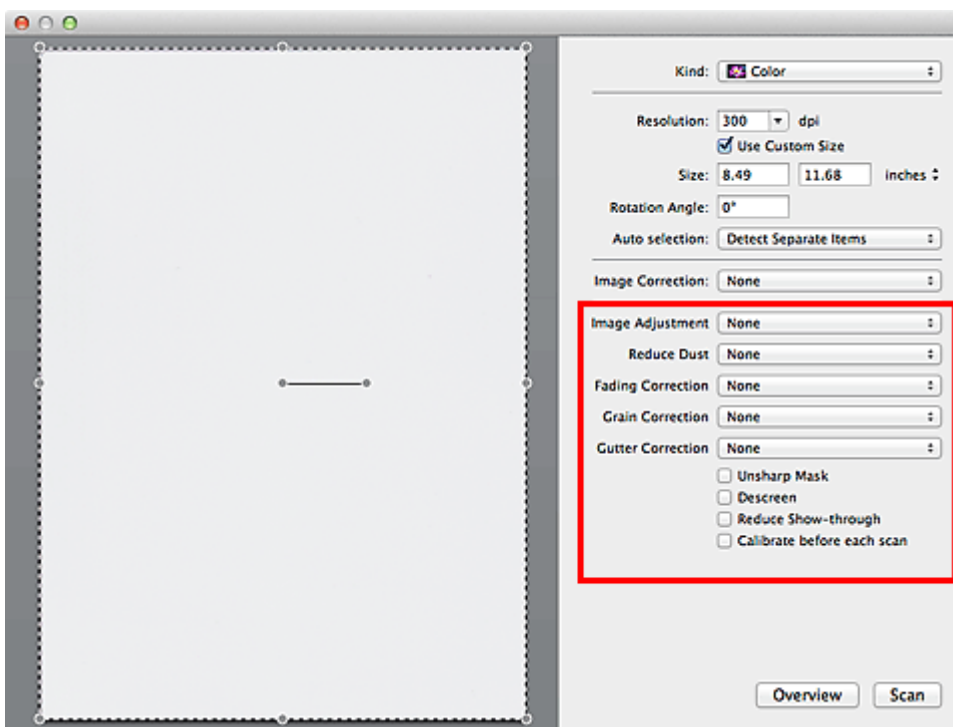 Kind: Color
Resolution: 300 dpi
Use Custom Size
Size: 8.49 11.68 inches
Rotation Angle: 0°
Auto selection: Detect Separate Items
Image Correction: None
Image Adjustment None
Reduce Dust None
Fading Correction None
Grain Correction None
Gutter Correction None
Unsharp Mask
Descreen
Reduce Show-through
Calibrate before each scan
Overview Scan